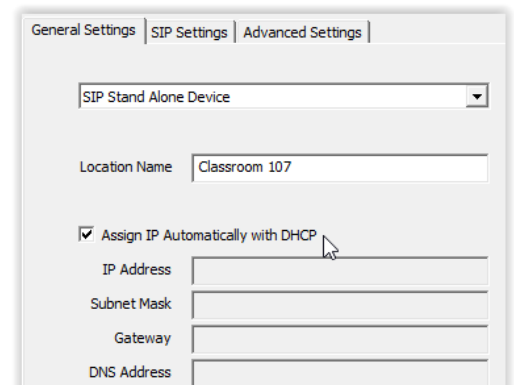 General Settings SIP Settings Advanced Settings
SIP Stand Alone Device
Location Name Classroom 107
Assign IP Automatically with DHCP
IP Address
Subnet Mask
Gateway
DNS Address